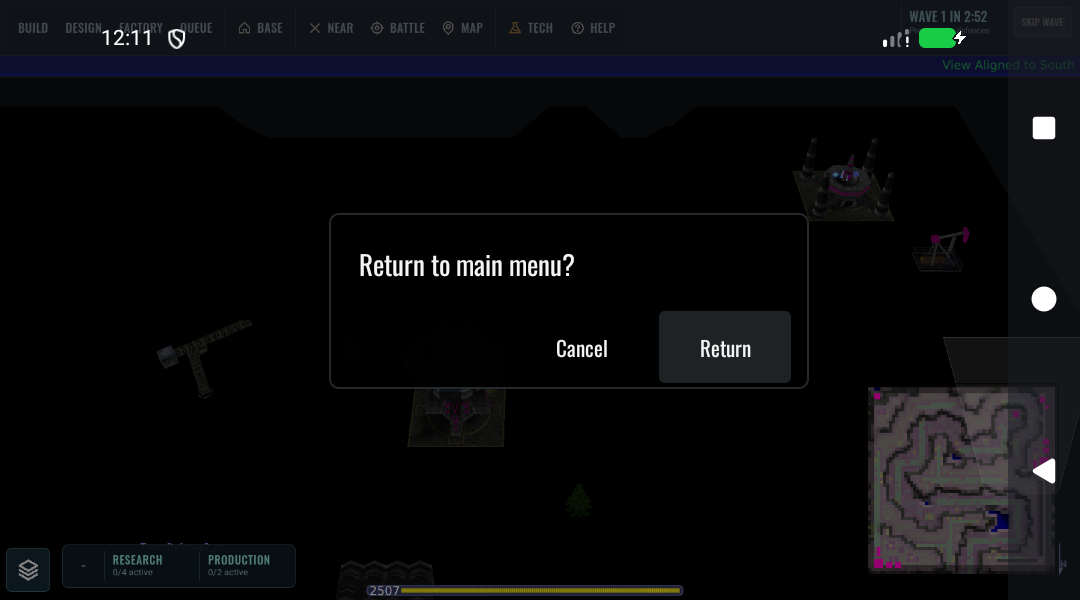 BUILD DESIGN FACTORY QUEUE BASE NEAR BATTLE MAP TECH HELP
WAVE 1 IN 2:52
SKIP WAVE
12:11
View Aligned to South
Return to main menu?
Cancel Return
- RESEARCH PRODUCTION
0/4 active 0/2 active
2507